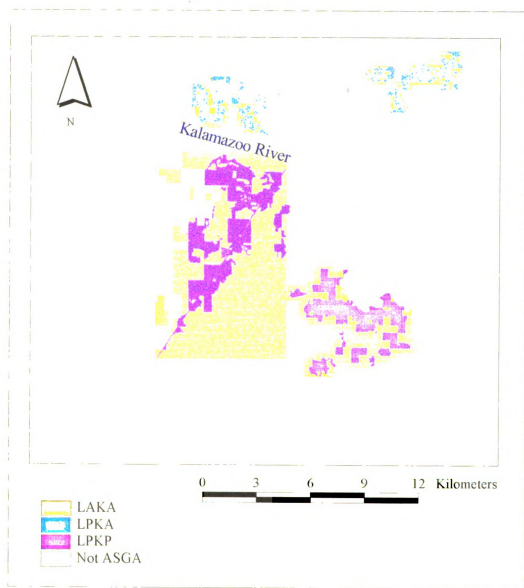 N
Kalamazoo River
0 3 6 9 12 Kilometers
LAKA
LPKA
LPKP
Not ASGA